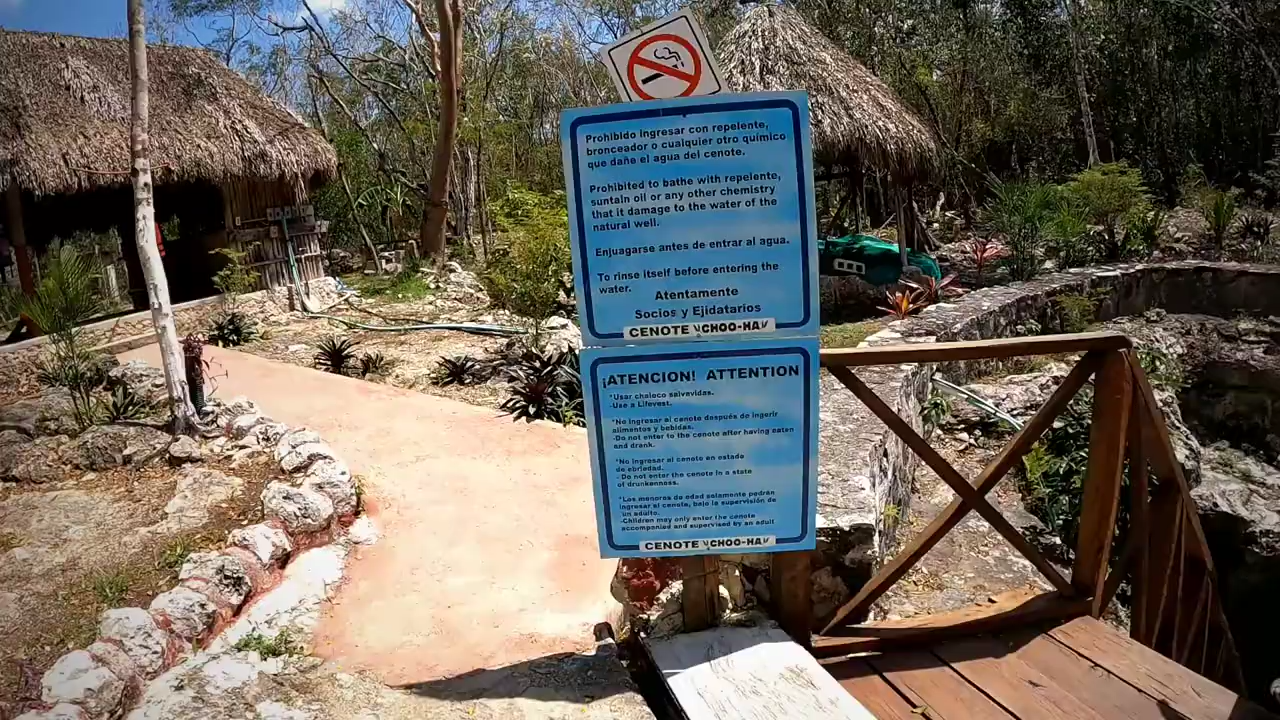 Prohibido ingresar con repelente,
bronceador o cualquier otro químico
que dañe el agua del cenote.
Prohibited to bathe with repelente,
suntain oil or any other chemistry
that it damage to the water of the
natural well.
Enjuagarse antes de entrar al agua.
To rinse itself before entering the
water.
Atentamente
Socios y Ejidatarios
CENOTE "CHOO-HA"
¡ATENCION! ATTENTION
*Usar chaleco salvavidas.
-Use a Lifevest.
*No ingresar al cenote después de ingerir
alimentos y bebidas.
-Do not enter to the cenote after having eaten
and drank.
*No ingresar al cenote en estado
de ebriedad.
- Do not enter the cenote in a state
of drunkenness.
*Los menores de edad solamente podrán
ingresar al cenote, bajo la supervisión de
un adulto.
-Children may only enter the cenote
accompanied and supervised by an adult
CENOTE "CHOO-HA"